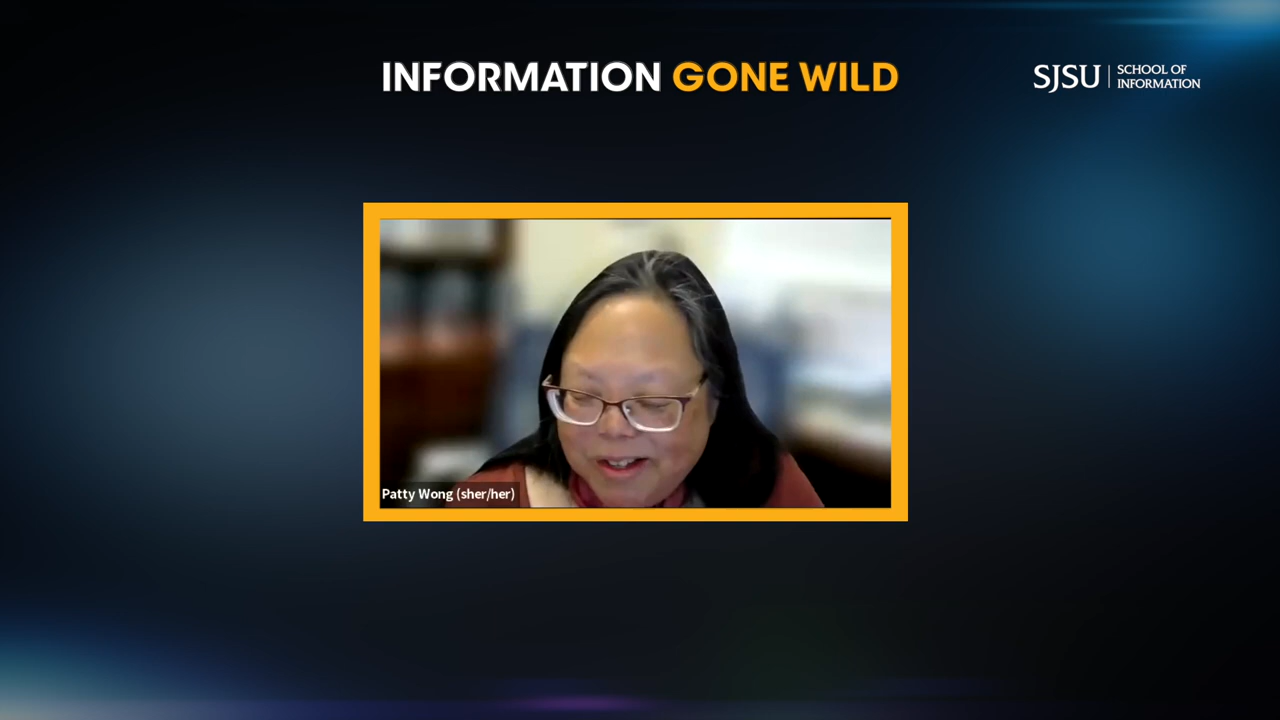 INFORMATION GONE WILD
SJSU | SCHOOL OF
INFORMATION
Patty Wong (sher/her)